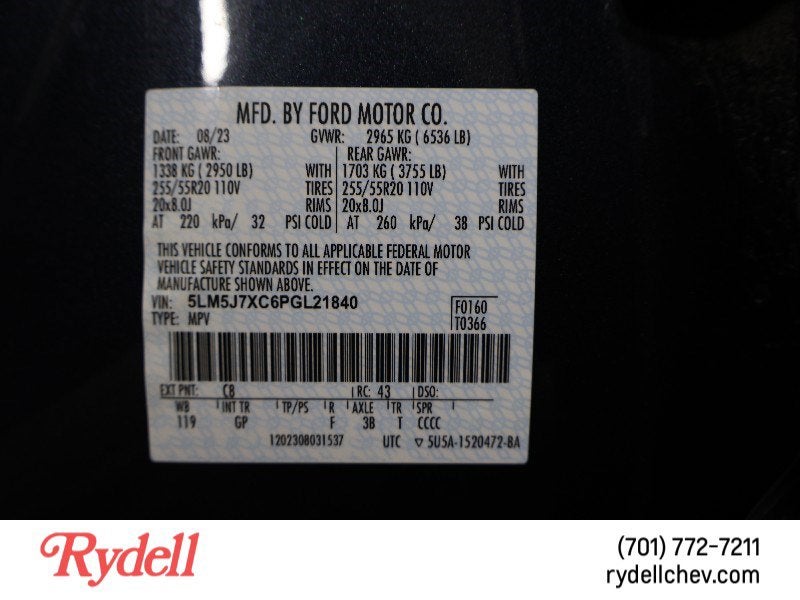 MFD. BY FORD MOTOR CO.
DATE: 08/23 GVWR: 2965 KG ( 6536 LB)
FRONT GAWR: REAR GAWR:
1338 KG ( 2950 LB) WITH 1703 KG ( 3755 LB) WITH
255/55R20 110V TIRES 255/55R20 110V TIRES
20x8.0J RIMS 20x8.0J RIMS
AT 220 kPa/ 32 PSI COLD AT 260 kPa/ 38 PSI COLD
THIS VEHICLE CONFORMS TO ALL APPLICABLE FEDERAL MOTOR
VEHICLE SAFETY STANDARDS IN EFFECT ON THE DATE OF
MANUFACTURE SHOWN ABOVE.
VIN: 5LM5J7XC6PGL21840 F0160
TYPE: MPV T0366
EXT PNT: C8 RC: 43 DSO:
WB INT TR TP/PS R AXLE TR SPR
119 GP F 3B T CCCC
1202308031537 UTC ▽ 5U5A-1520472-BA
Rydell
(701) 772-7211
rydellchev.com